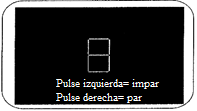 Pulse izquierda= impar
Pulse derecha= par